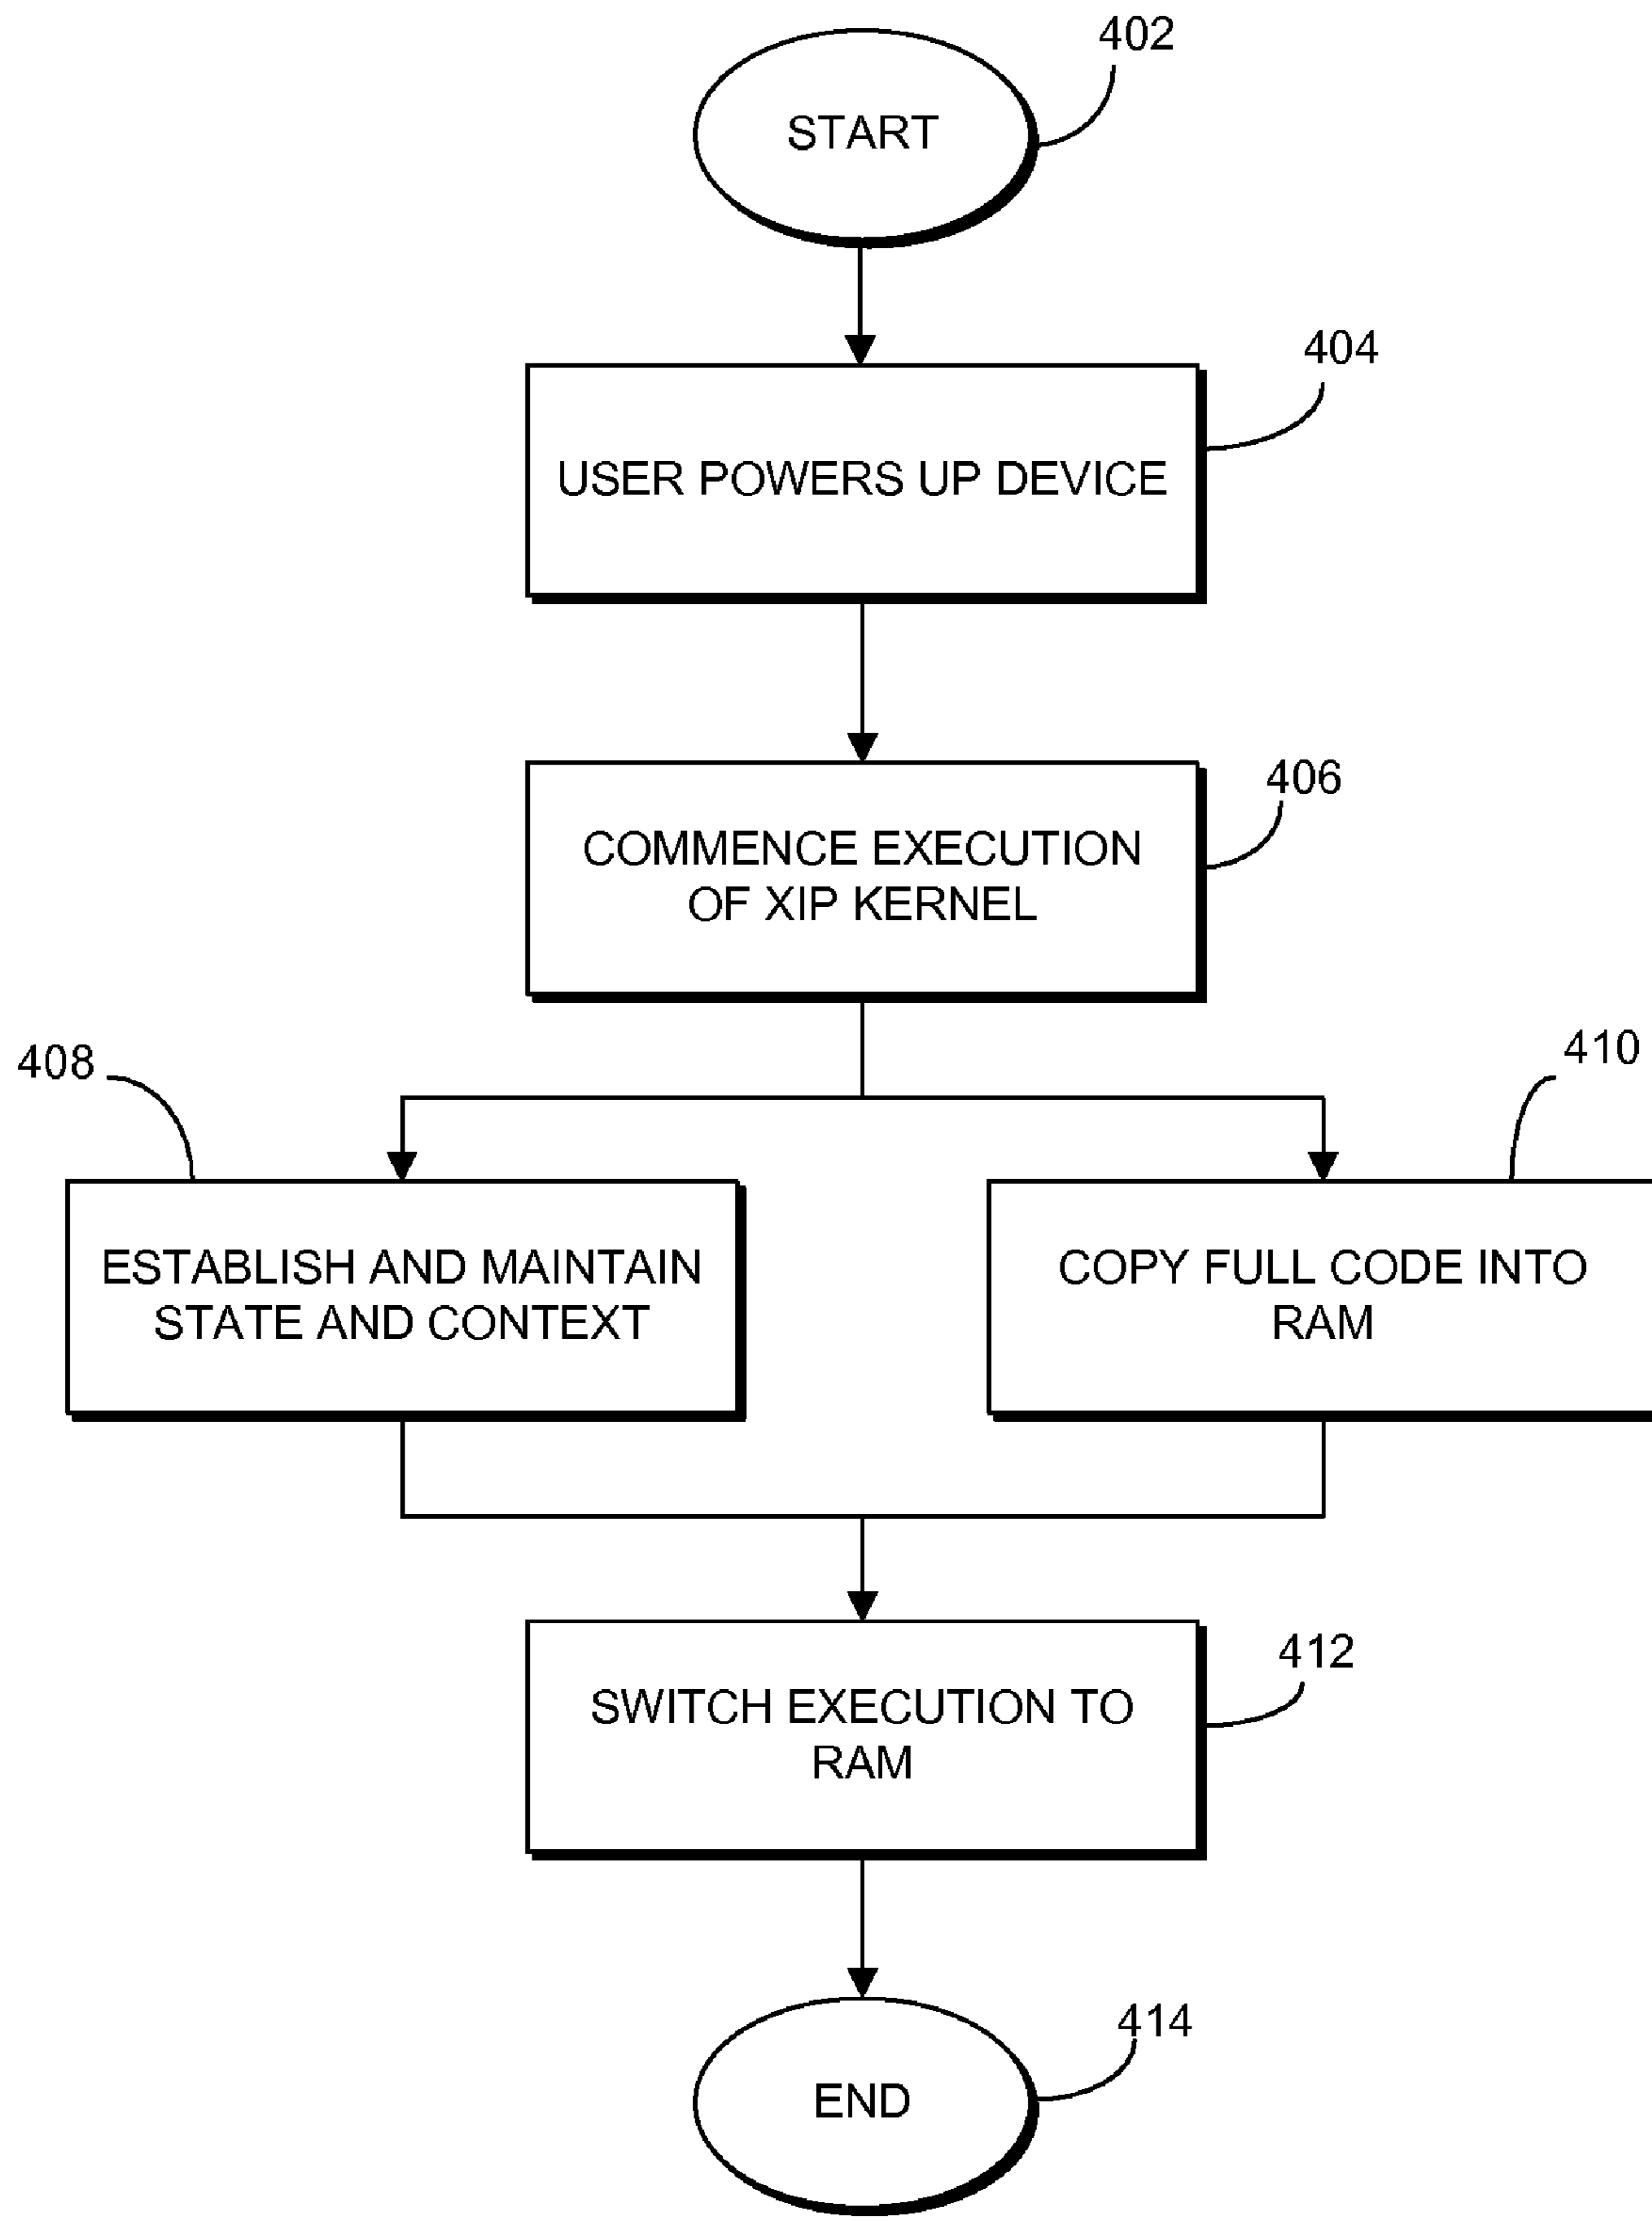 402
START
404
USER POWERS UP DEVICE
406
COMMENCE EXECUTION
OF XIP KERNEL
408
410
ESTABLISH AND MAINTAIN
STATE AND CONTEXT
COPY FULL CODE INTO
RAM
412
SWITCH EXECUTION TO
RAM
414
END